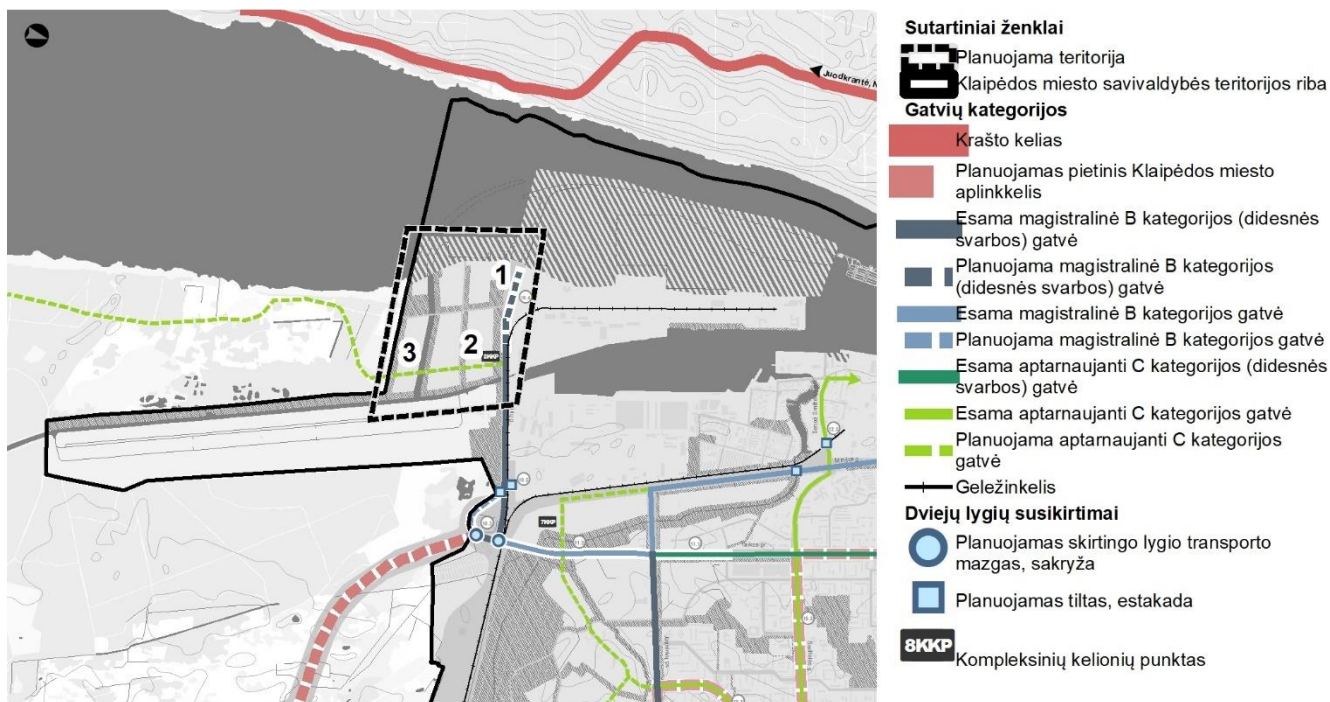 Juodkrantė, N
1
2
3
8KKP
7KKP
Sutartiniai ženklai
Planuojama teritorija
Klaipėdos miesto savivaldybės teritorijos riba
Gatvių kategorijos
Krašto kelias
Planuojamas pietinis Klaipėdos miesto
aplinkkelis
Esama magistralinė B kategorijos (didesnės
svarbos) gatvė
Planuojama magistralinė B kategorijos
(didesnės svarbos) gatvė
Esama magistralinė B kategorijos gatvė
Planuojama magistralinė B kategorijos gatvė
Esama aptarnaujanti C kategorijos (didesnės
svarbos) gatvė
Esama aptarnaujanti C kategorijos gatvė
Planuojama aptarnaujanti C kategorijos
gatvė
Geležinkelis
Dviejų lygių susikirtimai
Planuojamas skirtingo lygio transporto
mazgas, sakryža
Planuojamas tiltas, estakada
8KKP
Kompleksinių kelionių punktas